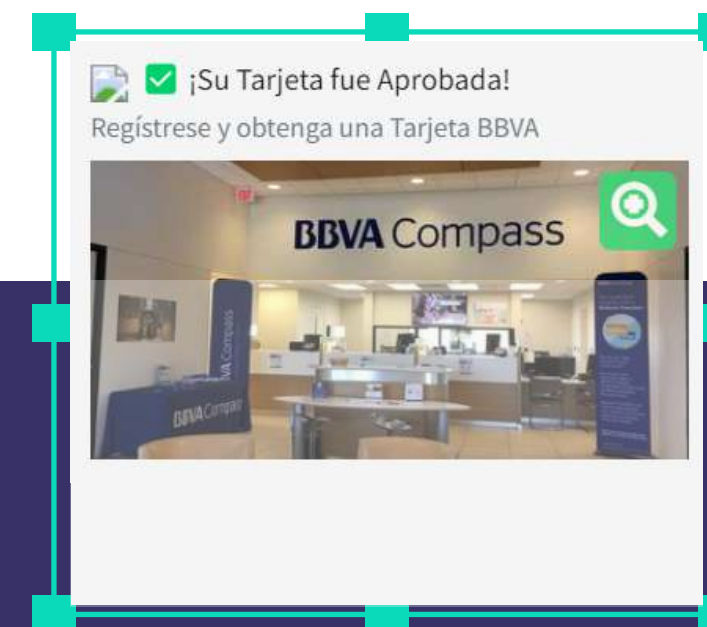 ✅ ¡Su Tarjeta fue Aprobada!
Regístrese y obtenga una Tarjeta BBVA
BBVA Compass
VA Compass
BBVA Compass